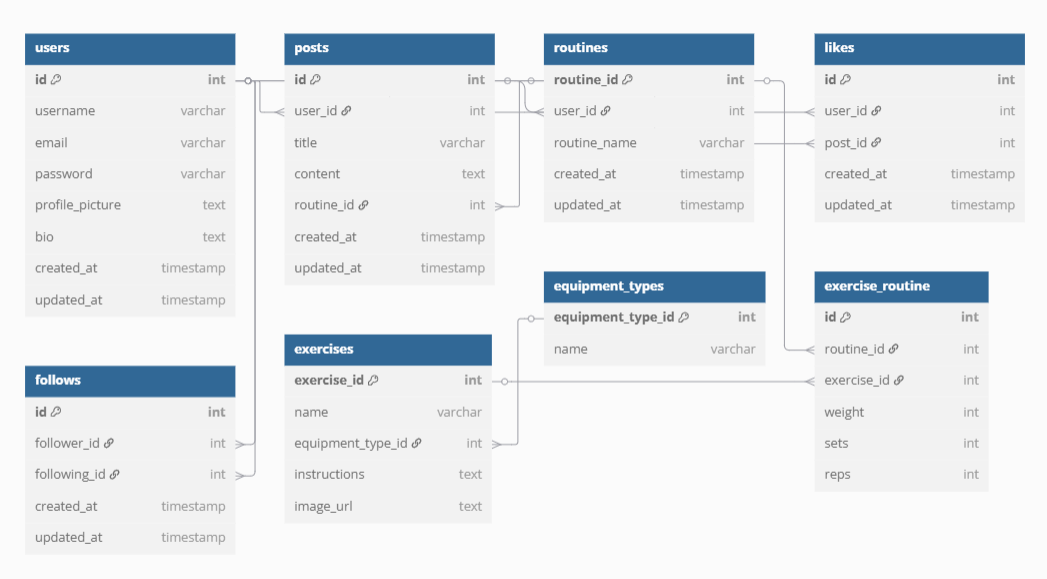 users
id int
username varchar
email varchar
password varchar
profile_picture text
bio text
created_at timestamp
updated_at timestamp
posts
id int
user_id int
title varchar
content text
routine_id int
created_at timestamp
updated_at timestamp
routines
routine_id int
user_id int
routine_name varchar
created_at timestamp
updated_at timestamp
likes
id int
user_id int
post_id int
created_at timestamp
updated_at timestamp
equipment_types
equipment_type_id int
name varchar
exercise_routine
id int
routine_id int
exercise_id int
weight int
sets int
reps int
exercises
exercise_id int
name varchar
equipment_type_id int
instructions text
image_url text
follows
id int
follower_id int
following_id int
created_at timestamp
updated_at timestamp